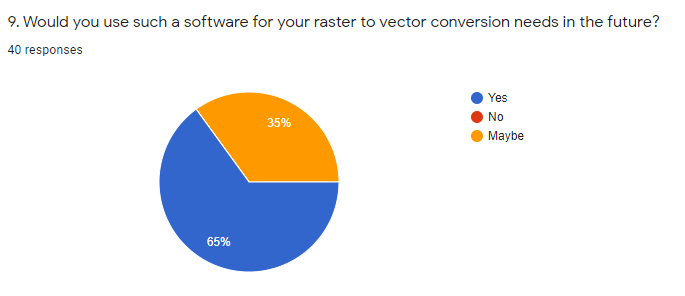 9. Would you use such a software for your raster to vector conversion needs in the future?
40 responses
Yes
No
Maybe
35%
65%